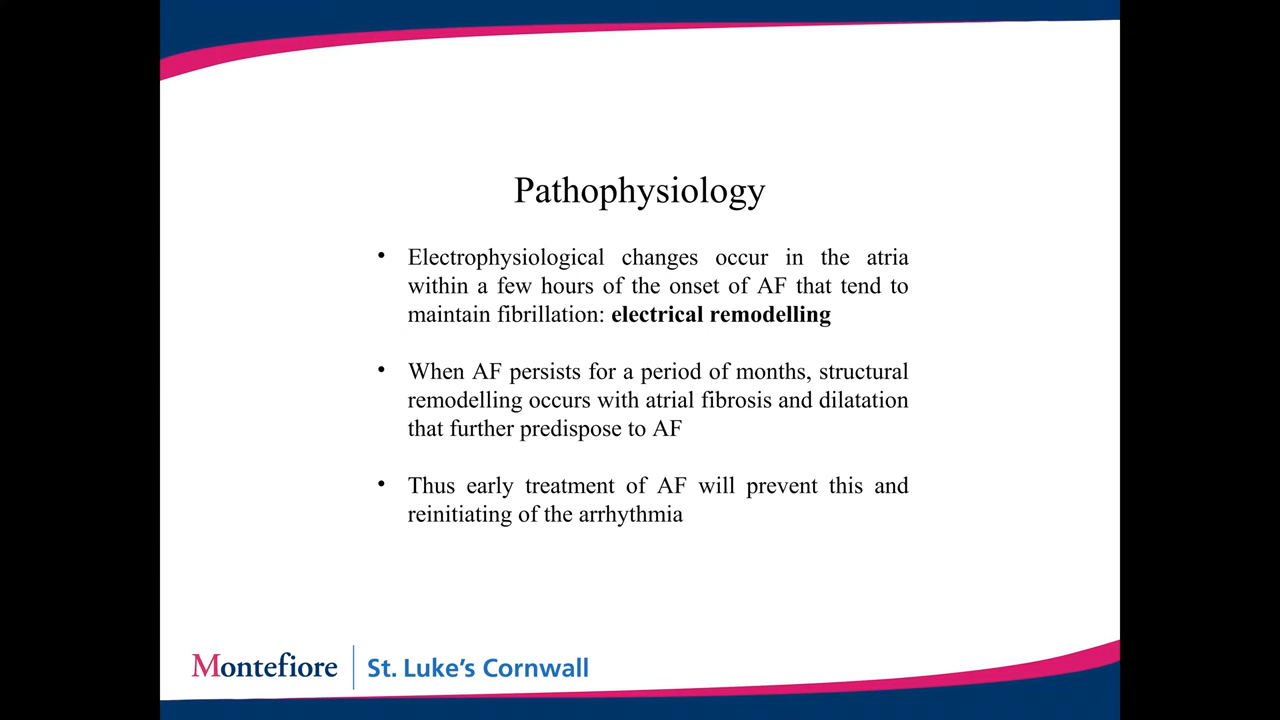 Pathophysiology
• Electrophysiological changes occur in the atria
within a few hours of the onset of AF that tend to
maintain fibrillation: electrical remodelling
• When AF persists for a period of months, structural
remodelling occurs with atrial fibrosis and dilatation
that further predispose to AF
• Thus early treatment of AF will prevent this and
reinitiating of the arrhythmia
Montefiore | St. Luke's Cornwall